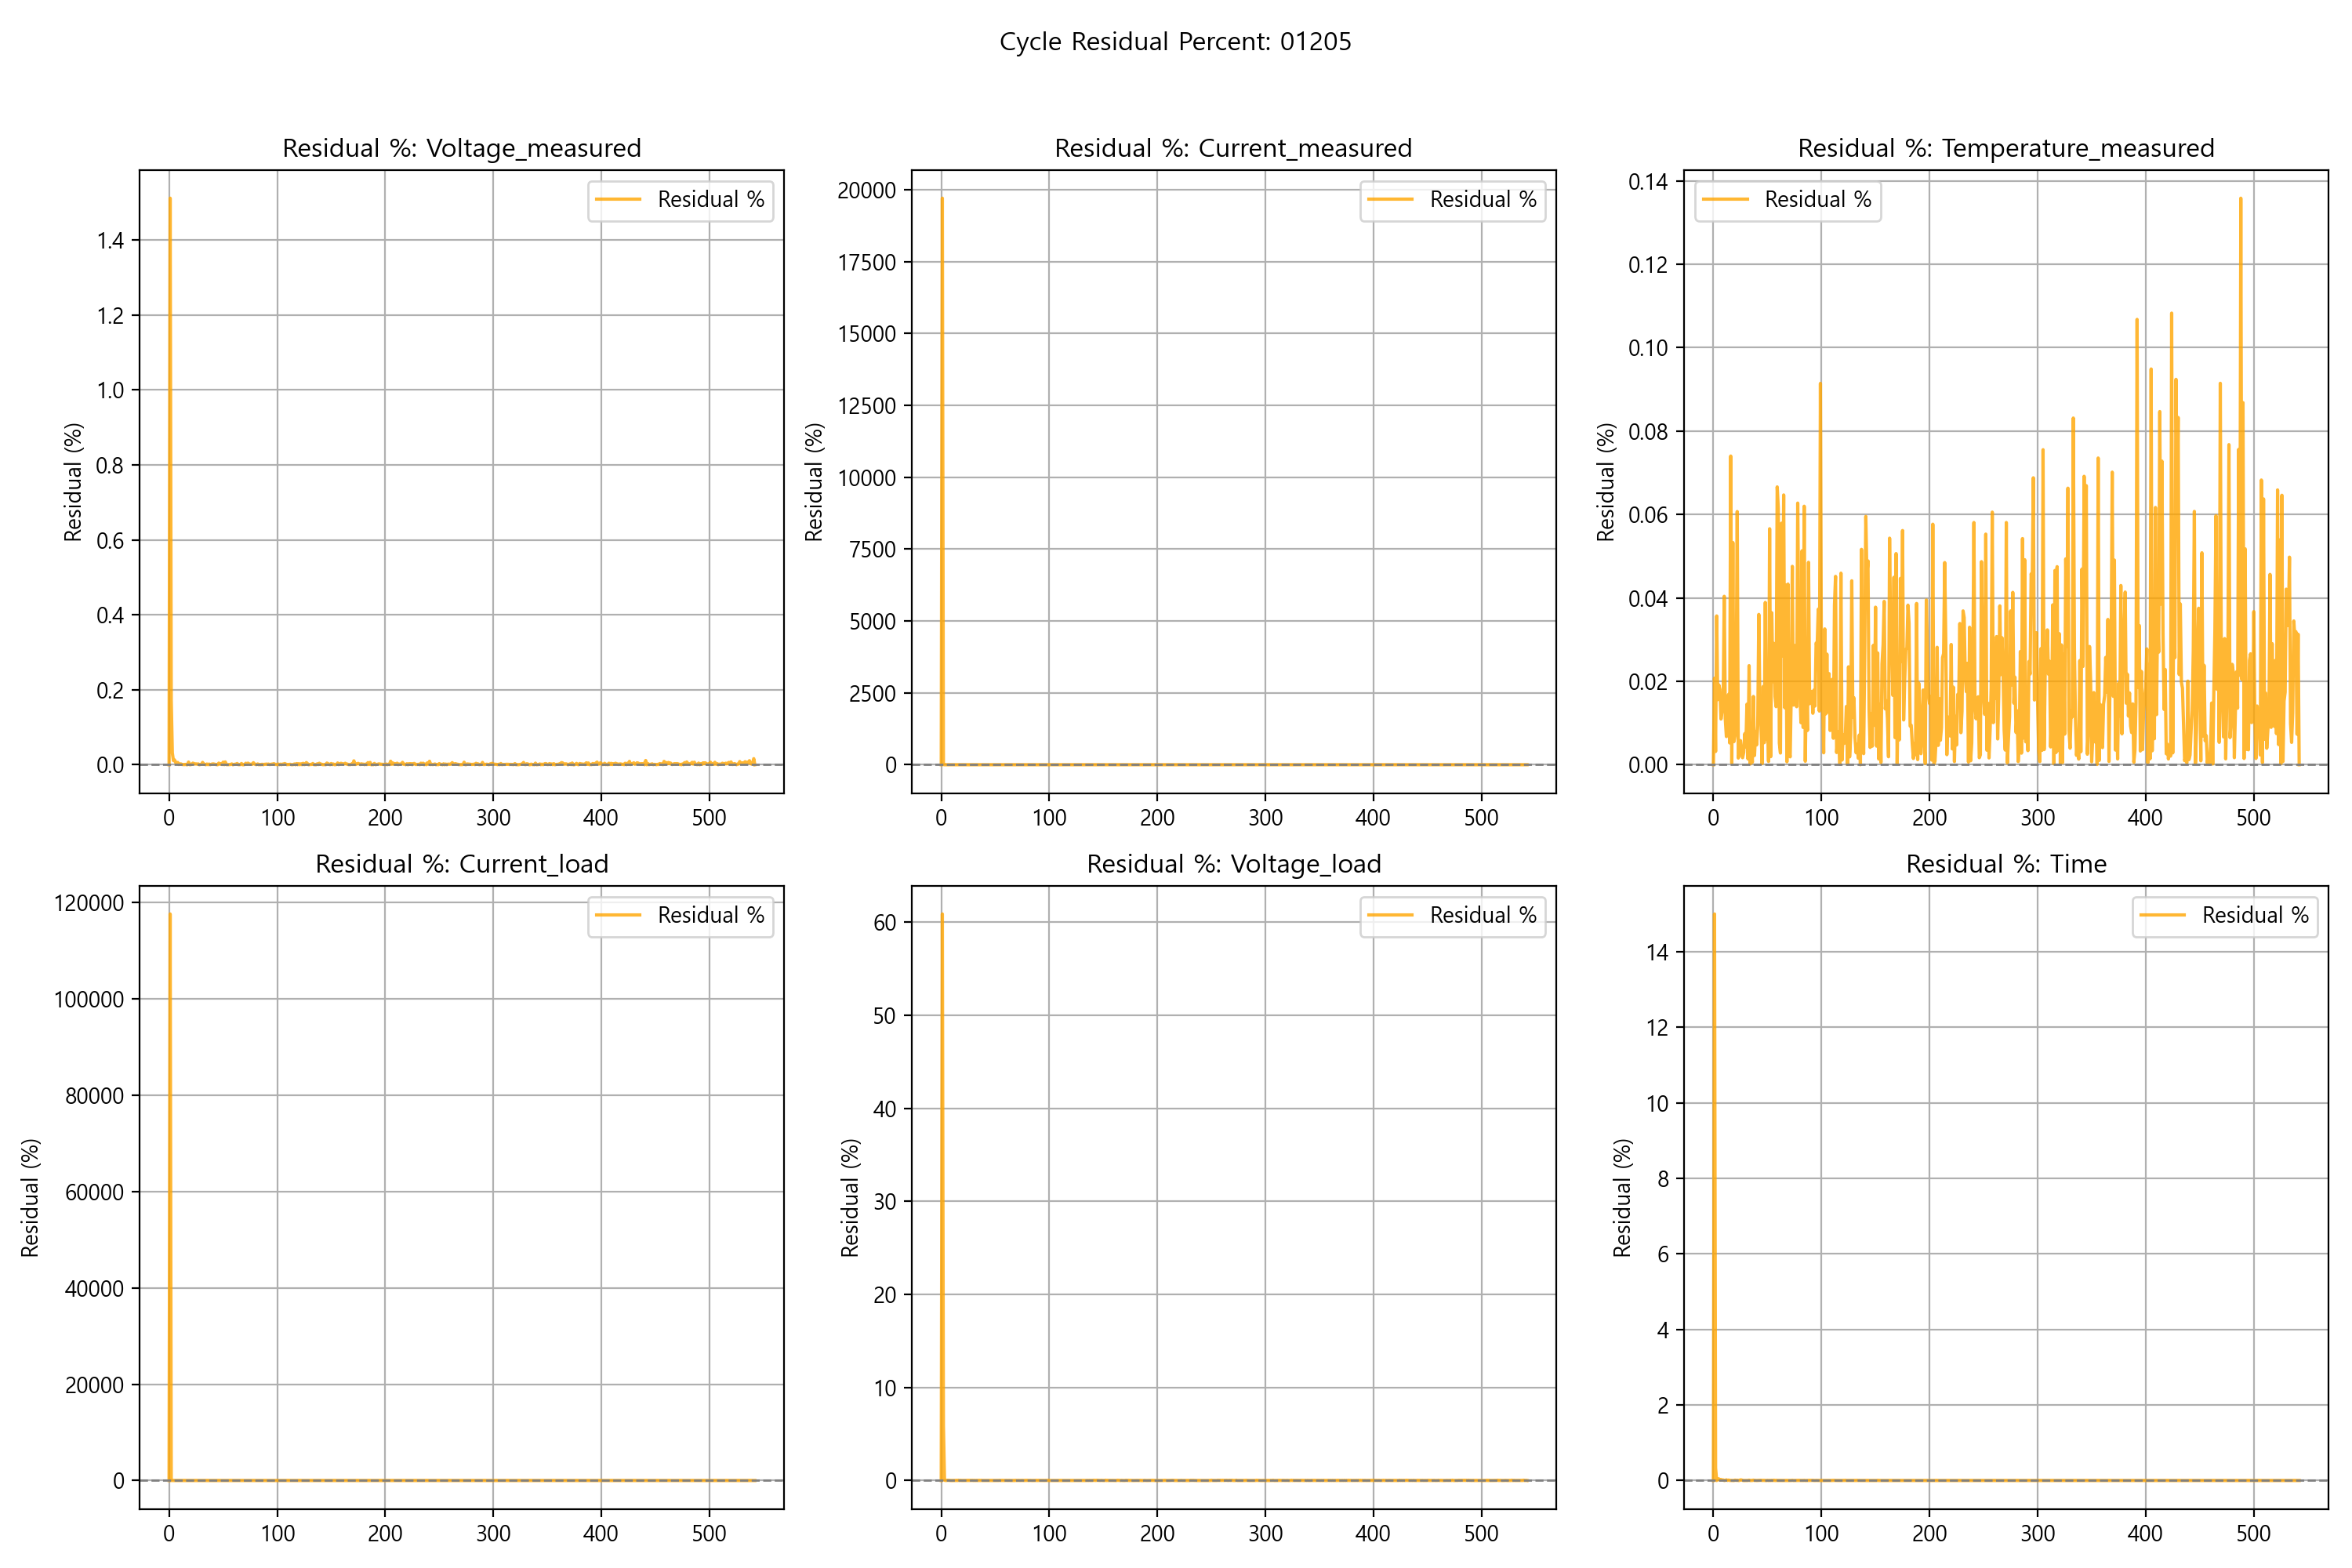 Cycle Residual Percent: 01205
Residual %: Voltage_measured
Residual %
Residual (%)
1.4
1.2
1.0
0.8
0.6
0.4
0.2
0.0
0 100 200 300 400 500
Residual %: Current_measured
Residual %
Residual (%)
20000
17500
15000
12500
10000
7500
5000
2500
0
0 100 200 300 400 500
Residual %: Temperature_measured
Residual %
Residual (%)
0.14
0.12
0.10
0.08
0.06
0.04
0.02
0.00
0 100 200 300 400 500
Residual %: Current_load
Residual %
Residual (%)
120000
100000
80000
60000
40000
20000
0
0 100 200 300 400 500
Residual %: Voltage_load
Residual %
Residual (%)
60
50
40
30
20
10
0
0 100 200 300 400 500
Residual %: Time
Residual %
Residual (%)
14
12
10
8
6
4
2
0
0 100 200 300 400 500